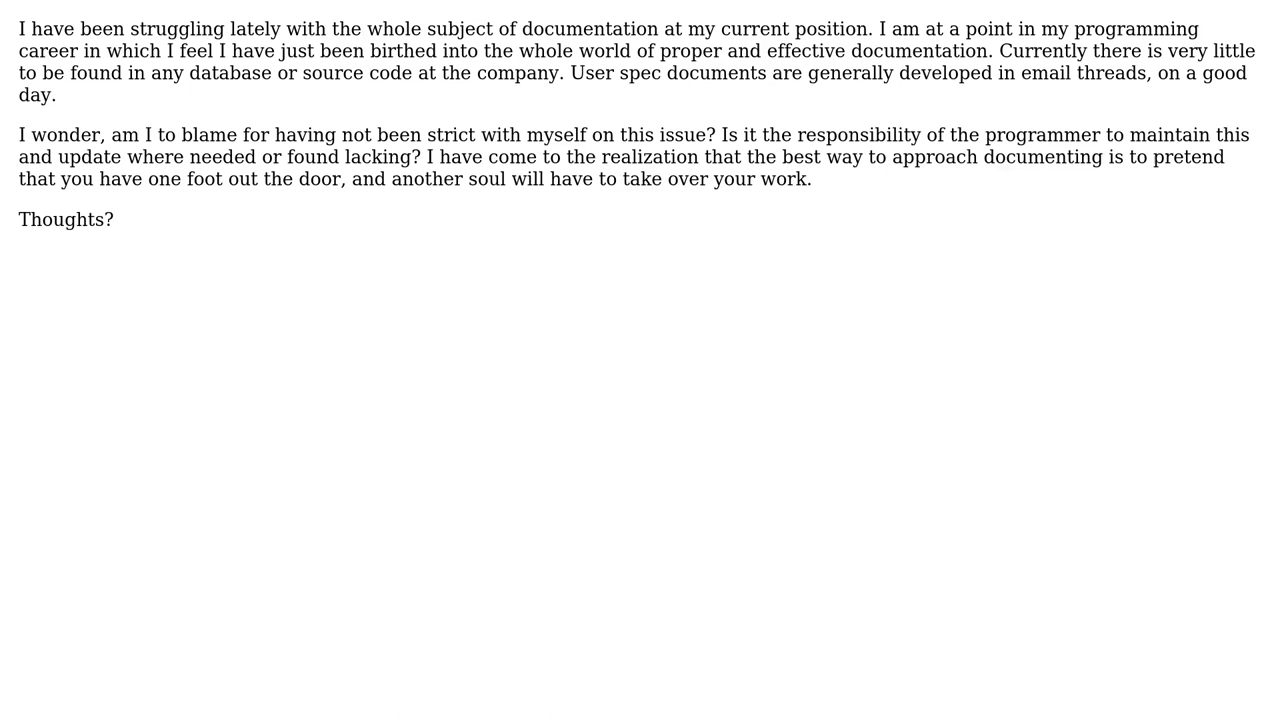 I have been struggling lately with the whole subject of documentation at my current position. I am at a point in my programming
career in which I feel I have just been birthed into the whole world of proper and effective documentation. Currently there is very little
to be found in any database or source code at the company. User spec documents are generally developed in email threads, on a good
day.
I wonder, am I to blame for having not been strict with myself on this issue? Is it the responsibility of the programmer to maintain this
and update where needed or found lacking? I have come to the realization that the best way to approach documenting is to pretend
that you have one foot out the door, and another soul will have to take over your work.
Thoughts?